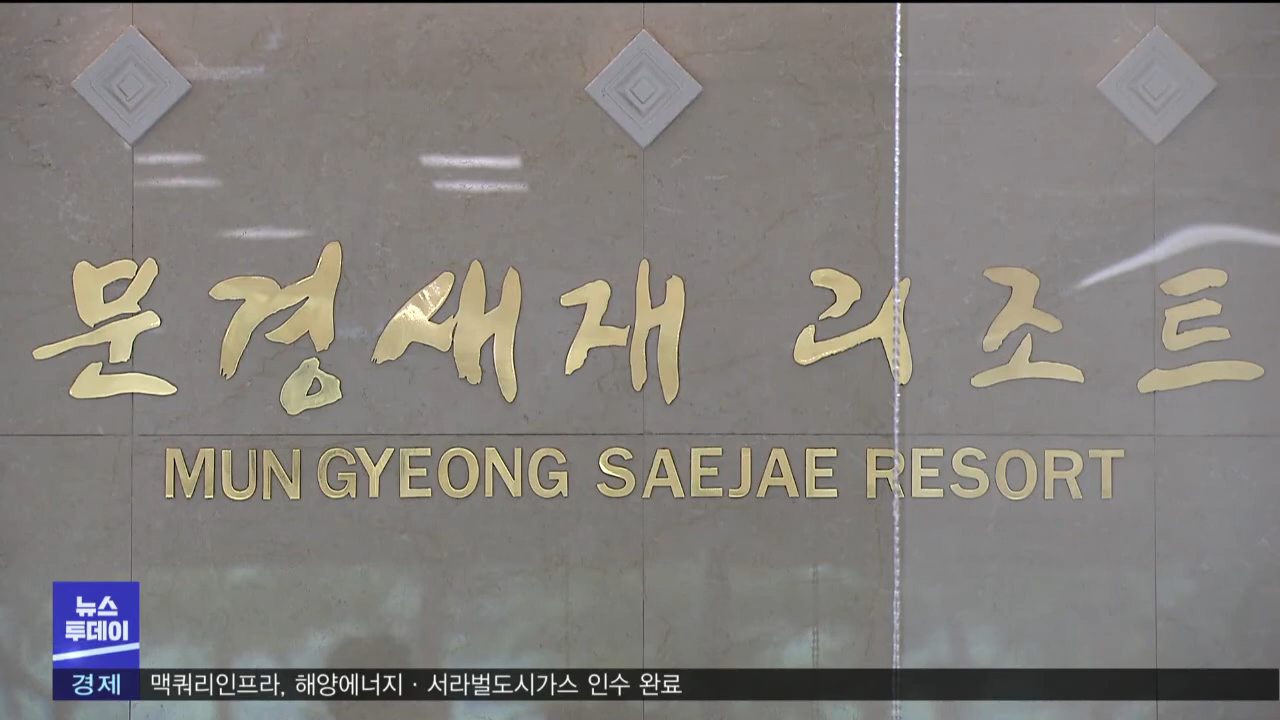 문경새재 리조트
MUN GYEONG SAEJAE RESORT
뉴스
투데이
경제 맥쿼리인프라, 해양에너지·서라벌도시가스 인수 완료